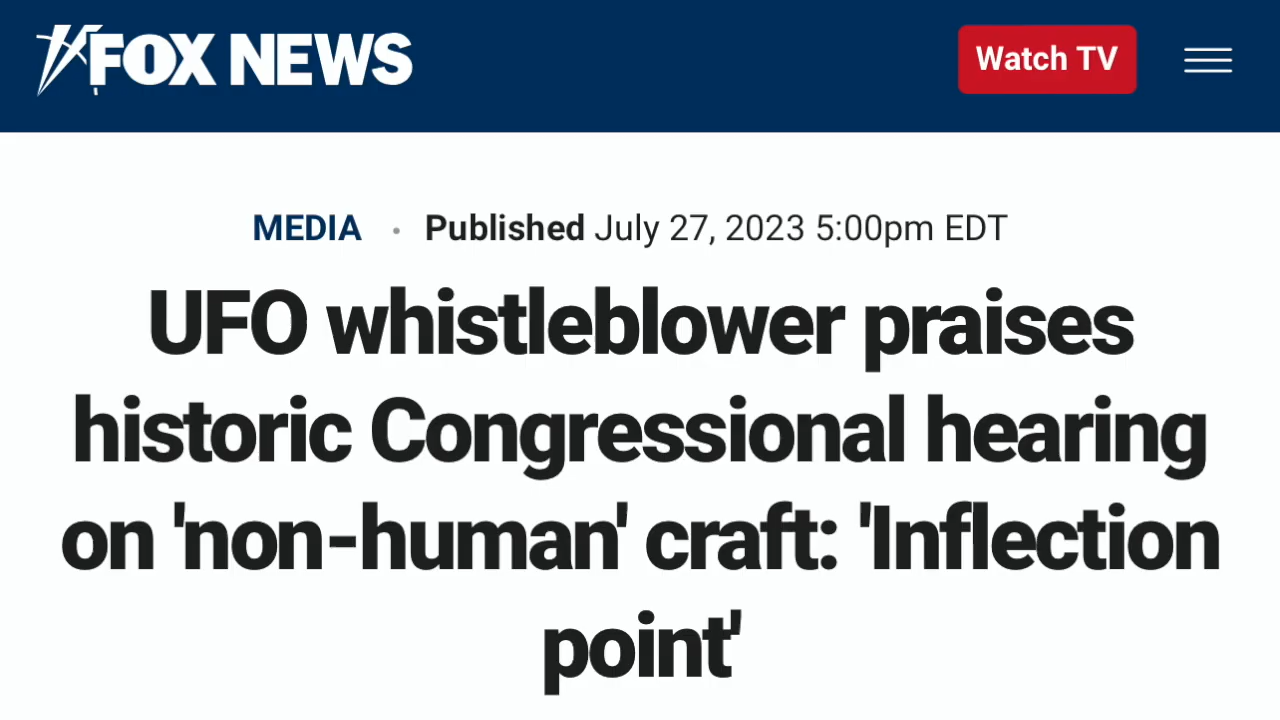 FOX NEWS
Watch TV
MEDIA • Published July 27, 2023 5:00pm EDT
UFO whistleblower praises
historic Congressional hearing
on 'non-human' craft: 'Inflection
point'